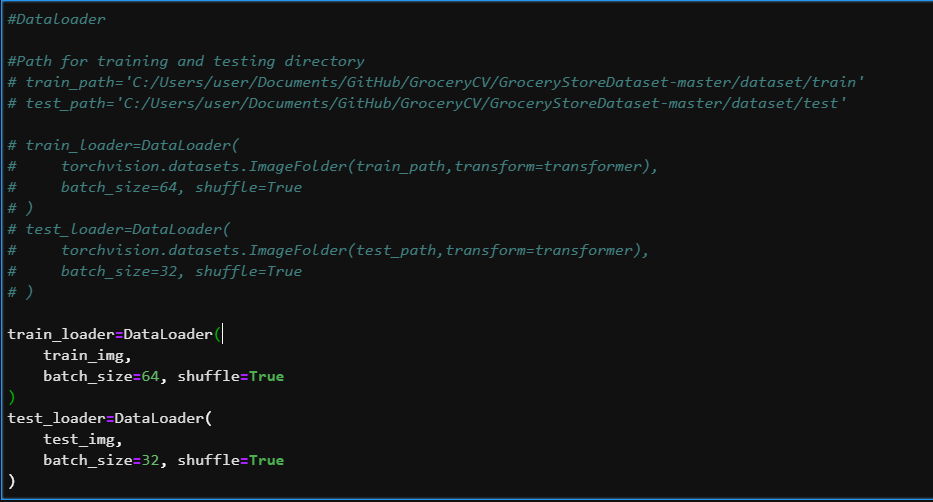 #Dataloader
#Path for training and testing directory
# train_path='C:/Users/user/Documents/GitHub/GroceryCV/GroceryStoreDataset-master/dataset/train'
# test_path='C:/Users/user/Documents/GitHub/GroceryCV/GroceryStoreDataset-master/dataset/test'
# train_loader=DataLoader(
#     torchvision.datasets.ImageFolder(train_path,transform=transformer),
#     batch_size=64, shuffle=True
# )
# test_loader=DataLoader(
#     torchvision.datasets.ImageFolder(test_path,transform=transformer),
#     batch_size=32, shuffle=True
# )
train_loader=DataLoader(
    train_img,
    batch_size=64, shuffle=True
)
test_loader=DataLoader(
    test_img,
    batch_size=32, shuffle=True
)